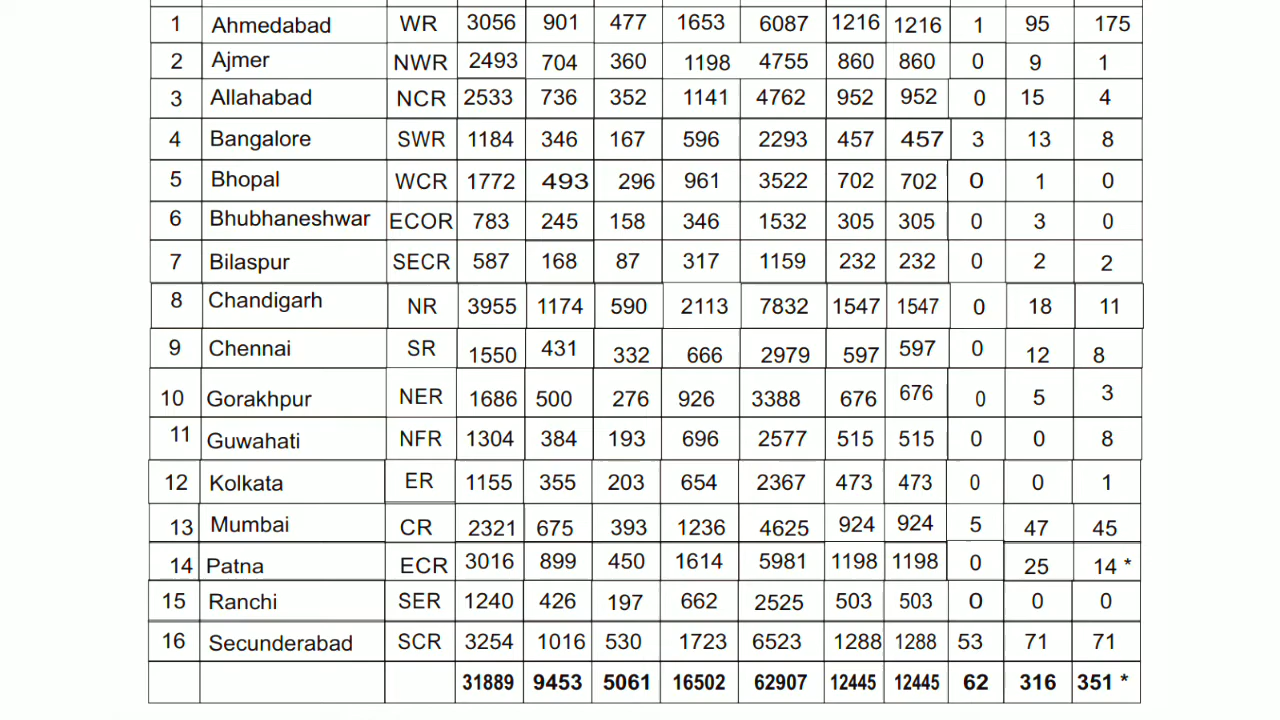 1 Ahmedabad WR 3056 901 477 1653 6087 1216 1216 1 95 175
2 Ajmer NWR 2493 704 360 1198 4755 860 860 0 9 1
3 Allahabad NCR 2533 736 352 1141 4762 952 952 0 15 4
4 Bangalore SWR 1184 346 167 596 2293 457 457 3 13 8
5 Bhopal WCR 1772 493 296 961 3522 702 702 0 1 0
6 Bhubhaneshwar ECOR 783 245 158 346 1532 305 305 0 3 0
7 Bilaspur SECR 587 168 87 317 1159 232 232 0 2 2
8 Chandigarh NR 3955 1174 590 2113 7832 1547 1547 0 18 11
9 Chennai SR 1550 431 332 666 2979 597 597 0 12 8
10 Gorakhpur NER 1686 500 276 926 3388 676 676 0 5 3
11 Guwahati NFR 1304 384 193 696 2577 515 515 0 0 8
12 Kolkata ER 1155 355 203 654 2367 473 473 0 0 1
13 Mumbai CR 2321 675 393 1236 4625 924 924 5 47 45
14 Patna ECR 3016 899 450 1614 5981 1198 1198 0 25 14 *
15 Ranchi SER 1240 426 197 662 2525 503 503 0 0 0
16 Secunderabad SCR 3254 1016 530 1723 6523 1288 1288 53 71 71
31889 9453 5061 16502 62907 12445 12445 62 316 351 *